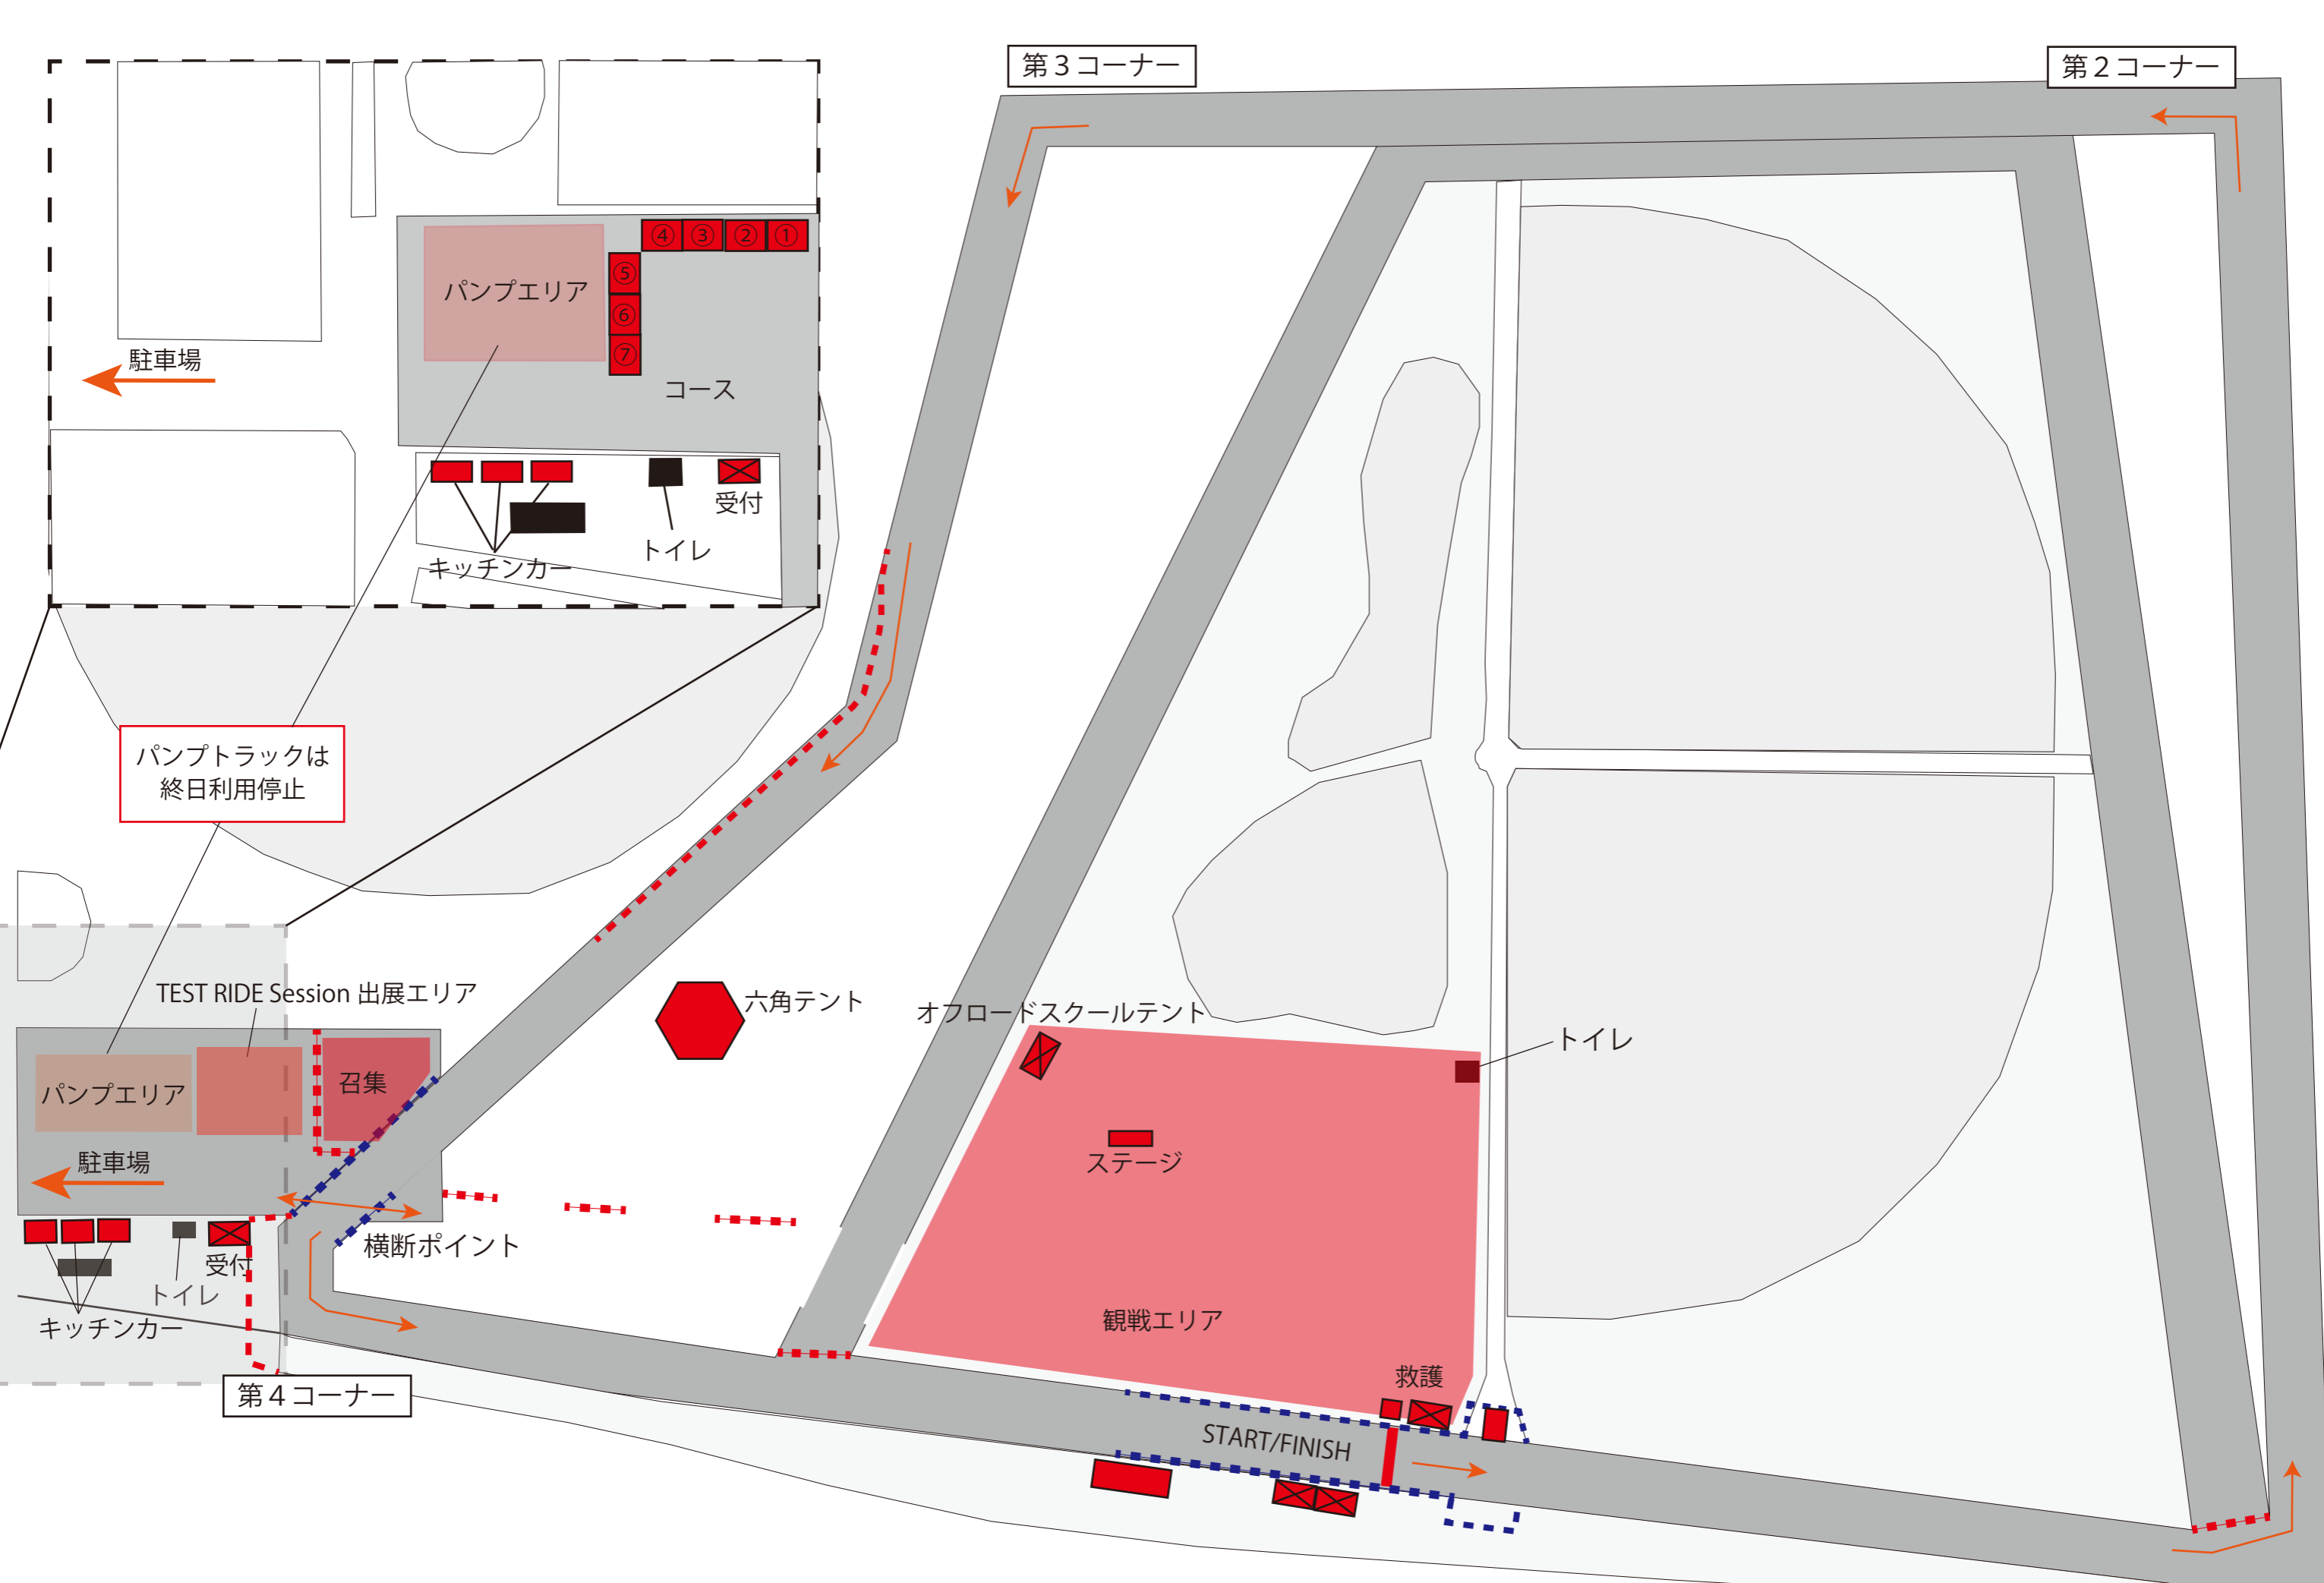 第３コーナー
第２コーナー
④
③
②
①
⑤
⑥
⑦
パンプエリア
駐車場
コース
受付
トイレ
キッチンカー
パンプトラックは
終日利用停止
TEST RIDE Session 出展エリア
六角テント
オフロードスクールテント
トイレ
召集
パンプエリア
ステージ
駐車場
横断ポイント
受付
トイレ
キッチンカー
観戦エリア
救護
第４コーナー
START/FINISH